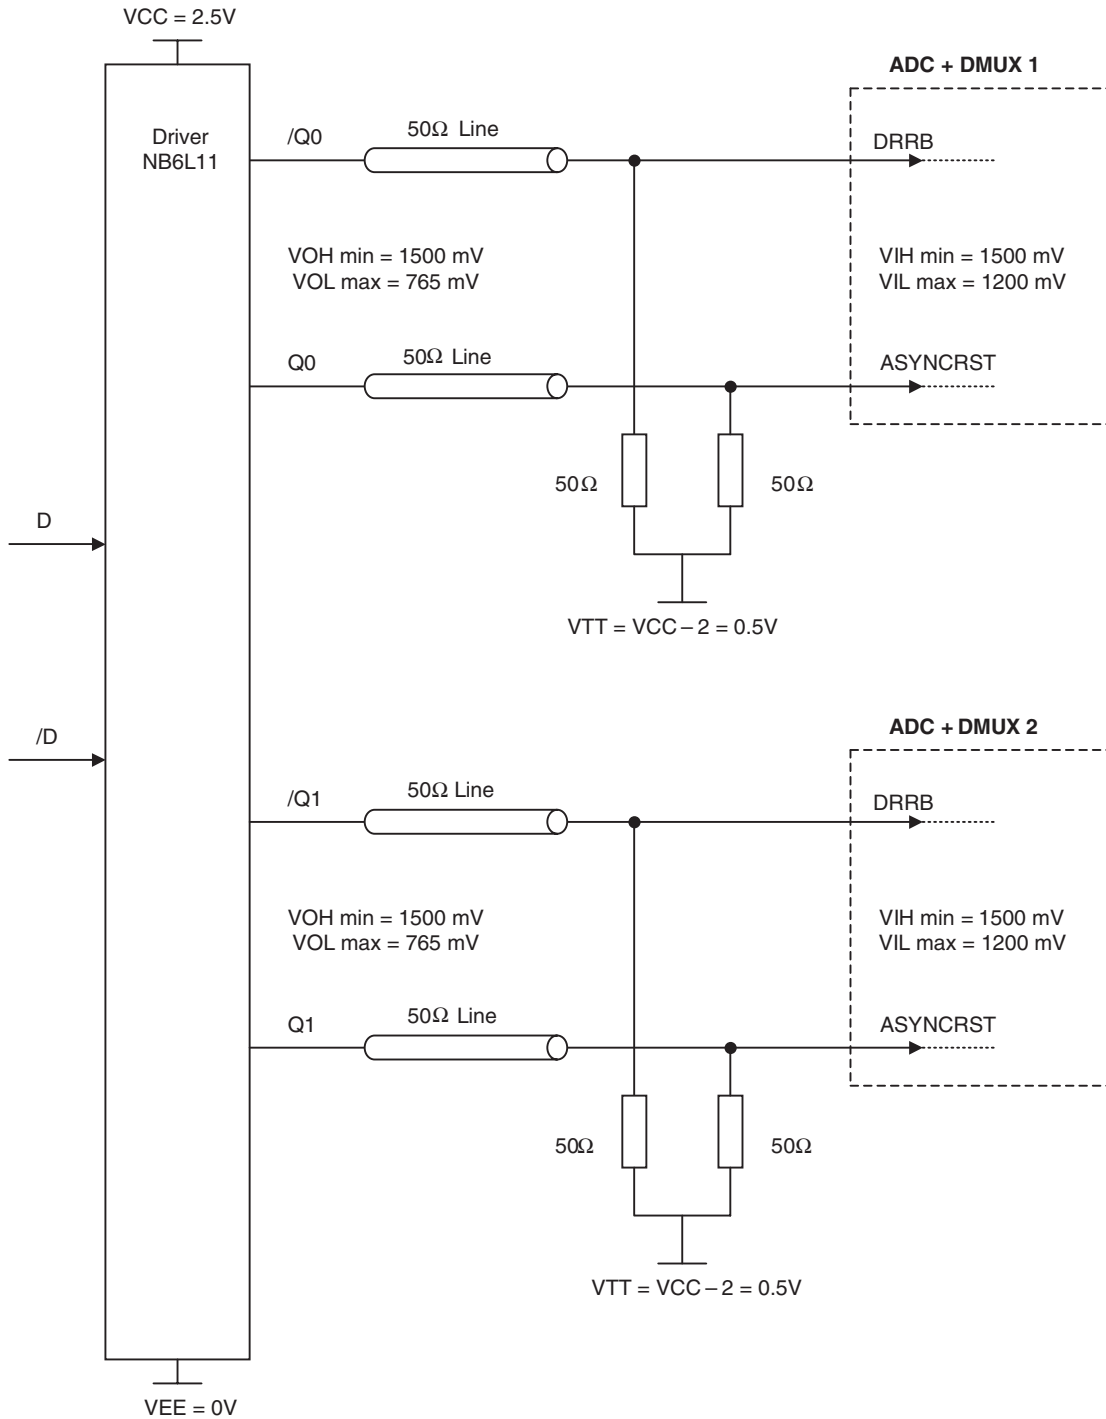 VCC = 2.5V
ADC + DMUX 1
Driver
NB6L11
/Q0
50Ω Line
DRRB
VOH min = 1500 mV
VOL max = 765 mV
VIH min = 1500 mV
VIL max = 1200 mV
Q0
50Ω Line
ASYNCRST
50Ω
50Ω
D
VTT = VCC – 2 = 0.5V
/D
ADC + DMUX 2
/Q1
50Ω Line
DRRB
VOH min = 1500 mV
VOL max = 765 mV
VIH min = 1500 mV
VIL max = 1200 mV
Q1
50Ω Line
ASYNCRST
50Ω
50Ω
VTT = VCC – 2 = 0.5V
VEE = 0V